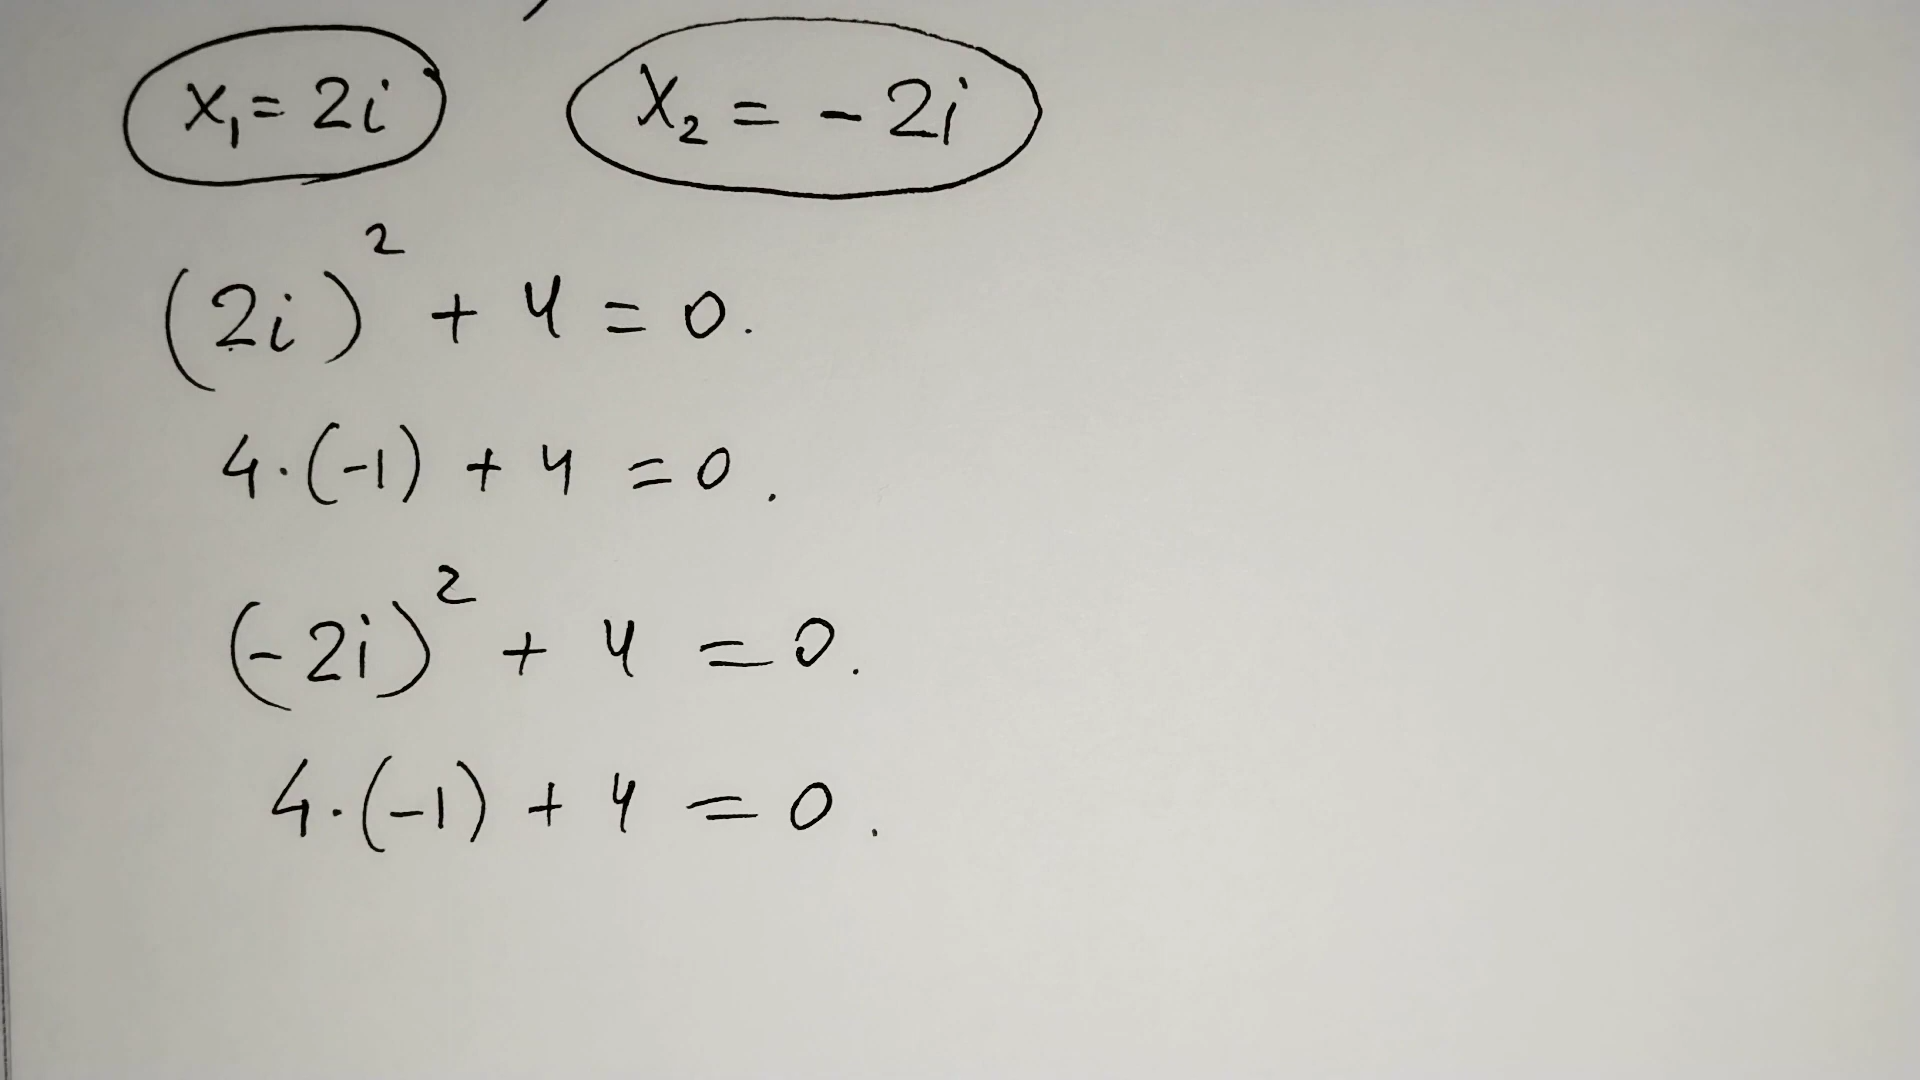 x₁ = 2i x₂ = - 2i
(2i)² + 4 = 0.
4·(-1) + 4 = 0.
(-2i)² + 4 = 0.
4·(-1) + 4 = 0.